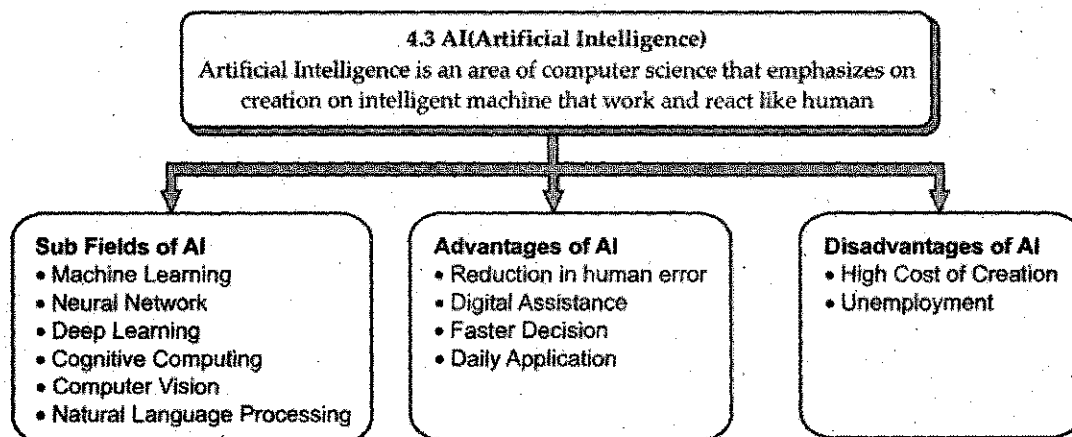 4.3 AI(Artificial Intelligence)
Artificial Intelligence is an area of computer science that emphasizes on
creation on intelligent machine that work and react like human
Sub Fields of AI
• Machine Learning
• Neural Network
• Deep Learning
• Cognitive Computing
• Computer Vision
• Natural Language Processing
Advantages of AI
• Reduction in human error
• Digital Assistance
• Faster Decision
• Daily Application
Disadvantages of AI
• High Cost of Creation
• Unemployment